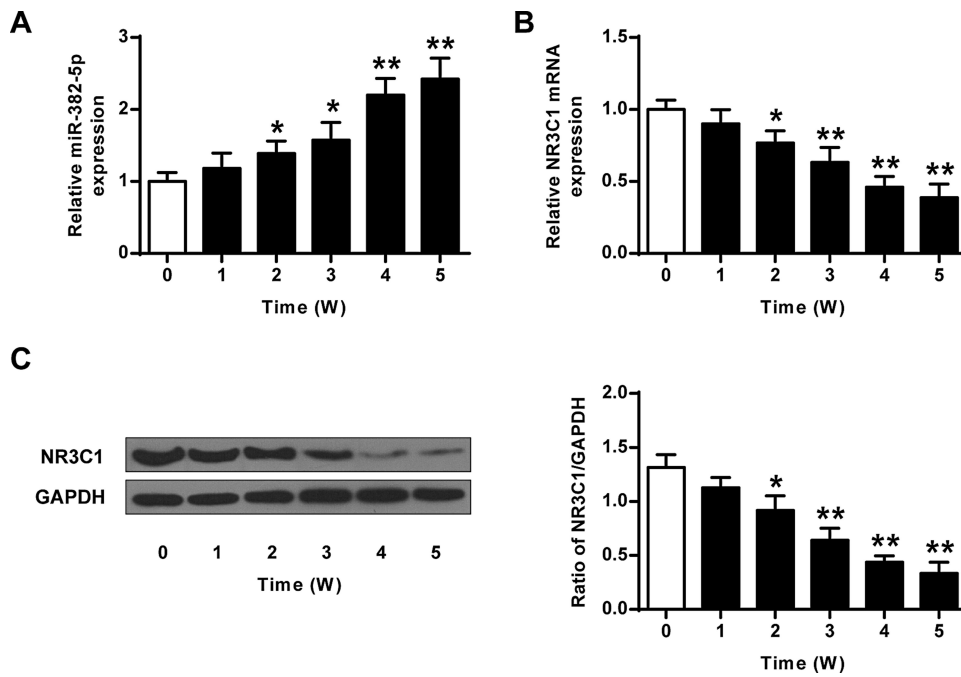 A
Relative miR-382-5p
expression
3
2
1
0
*
*
**
**
0 1 2 3 4 5
Time (W)
B
Relative NR3C1 mRNA
expression
1.5
1.0
0.5
0.0
*
**
**
**
0 1 2 3 4 5
Time (W)
C
NR3C1
GAPDH
0 1 2 3 4 5
Time (W)
Ratio of NR3C1/GAPDH
2.0
1.5
1.0
0.5
0.0
*
**
**
**
0 1 2 3 4 5
Time (W)